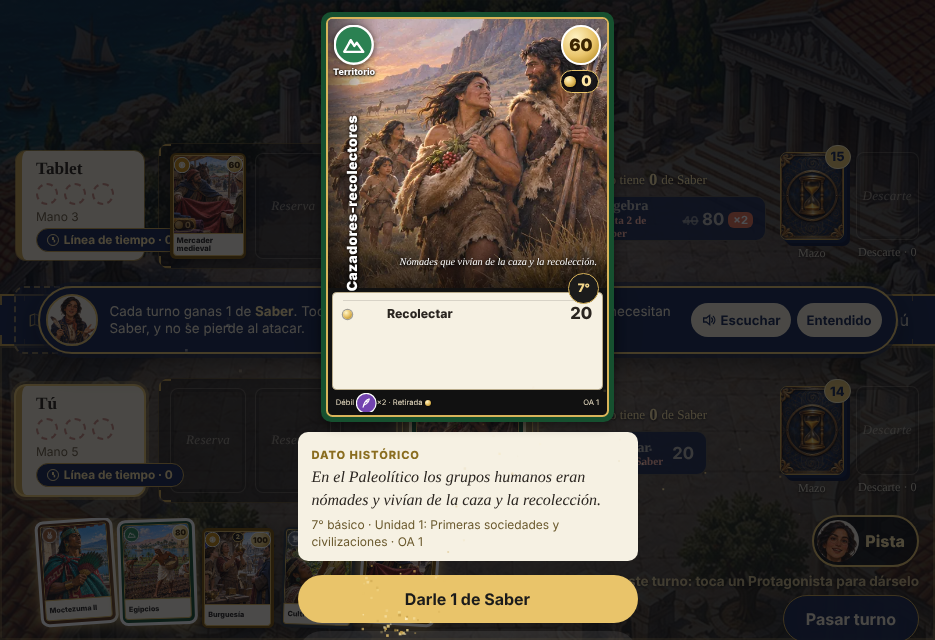 60
Territorio
0
Cazadores-recolectores
Nómades que vivían de la caza y la recolección.
7º
Recolectar 20
Débil ×2 · Retirada
OA 1
DATO HISTÓRICO
En el Paleolítico los grupos humanos eran
nómades y vivían de la caza y la recolección.
7º básico · Unidad 1: Primeras sociedades y
civilizaciones · OA 1
Darle 1 de Saber
Tablet
Mano 3
Línea de tiempo · 0
60
Mercader
medieval
Reserva
tiene 0 de Saber
40 80 ×2
15
Mazo
Descarte
Descarte · 0
Cada turno ganas 1 de Saber.
Saber, y no se pierde al atacar.
necesitan
Escuchar
Entendido
ú
Tú
Mano 5
Línea de tiempo · 0
Reserva
tiene 0 de Saber
Saber 20
14
Mazo
Descarte
Descarte · 0
Moctezuma II
80
Egipcios
2
100
Burguesía
Pista
ste turno: toca un Protagonista para dárselo
Pasar turno